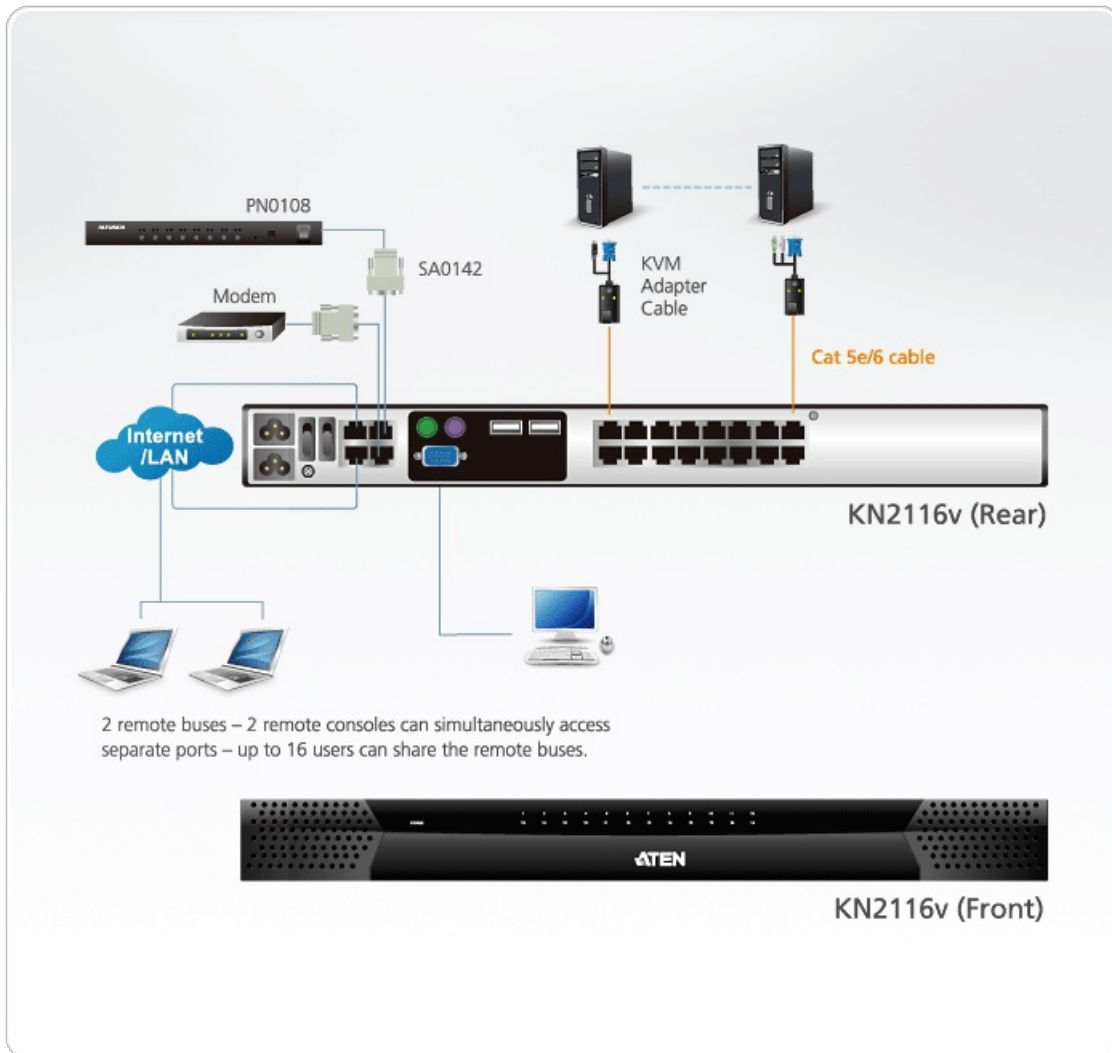 PN0108
SA0142
Modem
KVM
Adapter
Cable
Cat 5e/6 cable
Internet
/LAN
KN2116v (Rear)
2 remote buses – 2 remote consoles can simultaneously access
separate ports – up to 16 users can share the remote buses.
ATEN
KN2116v (Front)